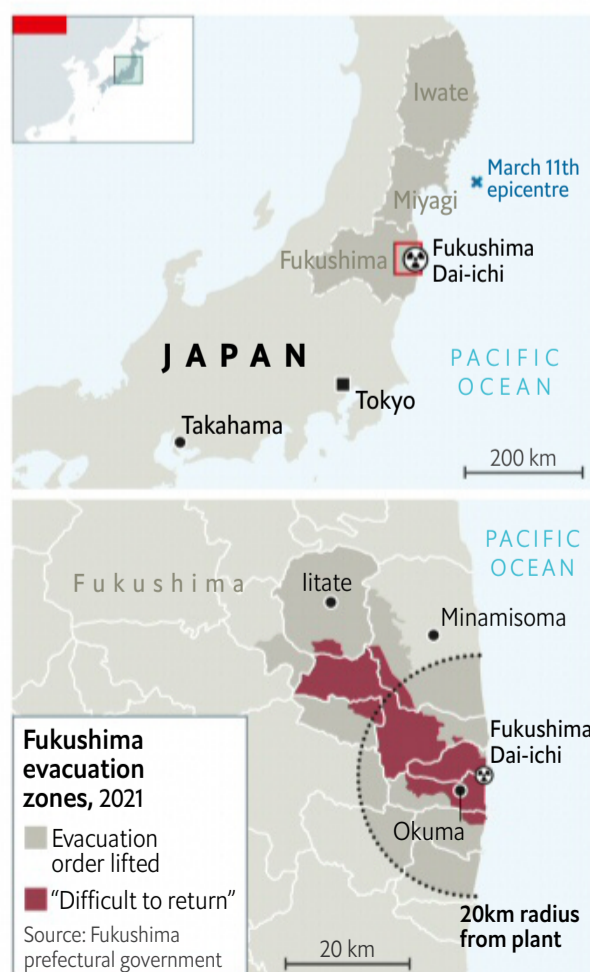 Iwate
March 11th
epicentre
Miyagi
Fukushima
Fukushima
Dai-ichi
JAPAN
PACIFIC
OCEAN
Tokyo
Takahama
200 km
PACIFIC
OCEAN
Fukushima
Iitate
Minamisoma
Fukushima
Dai-ichi
Okuma
Fukushima
evacuation
zones, 2021
Evacuation
order lifted
“Difficult to return”
Source: Fukushima
prefectural government
20km radius
from plant
20 km